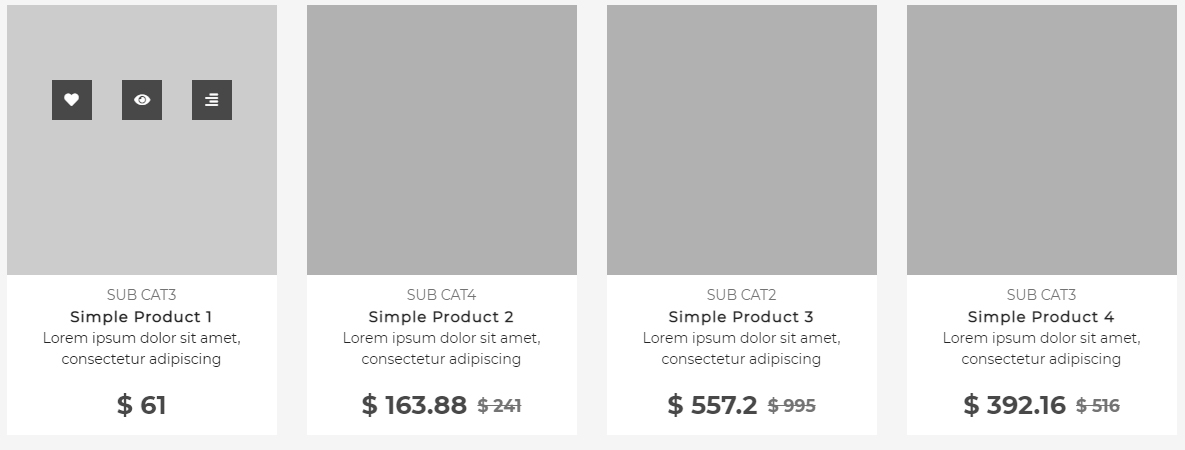 SUB CAT3
Simple Product 1
Lorem ipsum dolor sit amet,
consectetur adipiscing
$ 61
SUB CAT4
Simple Product 2
Lorem ipsum dolor sit amet,
consectetur adipiscing
$ 163.88 $ 241
SUB CAT2
Simple Product 3
Lorem ipsum dolor sit amet,
consectetur adipiscing
$ 557.2 $ 995
SUB CAT3
Simple Product 4
Lorem ipsum dolor sit amet,
consectetur adipiscing
$ 392.16 $ 516